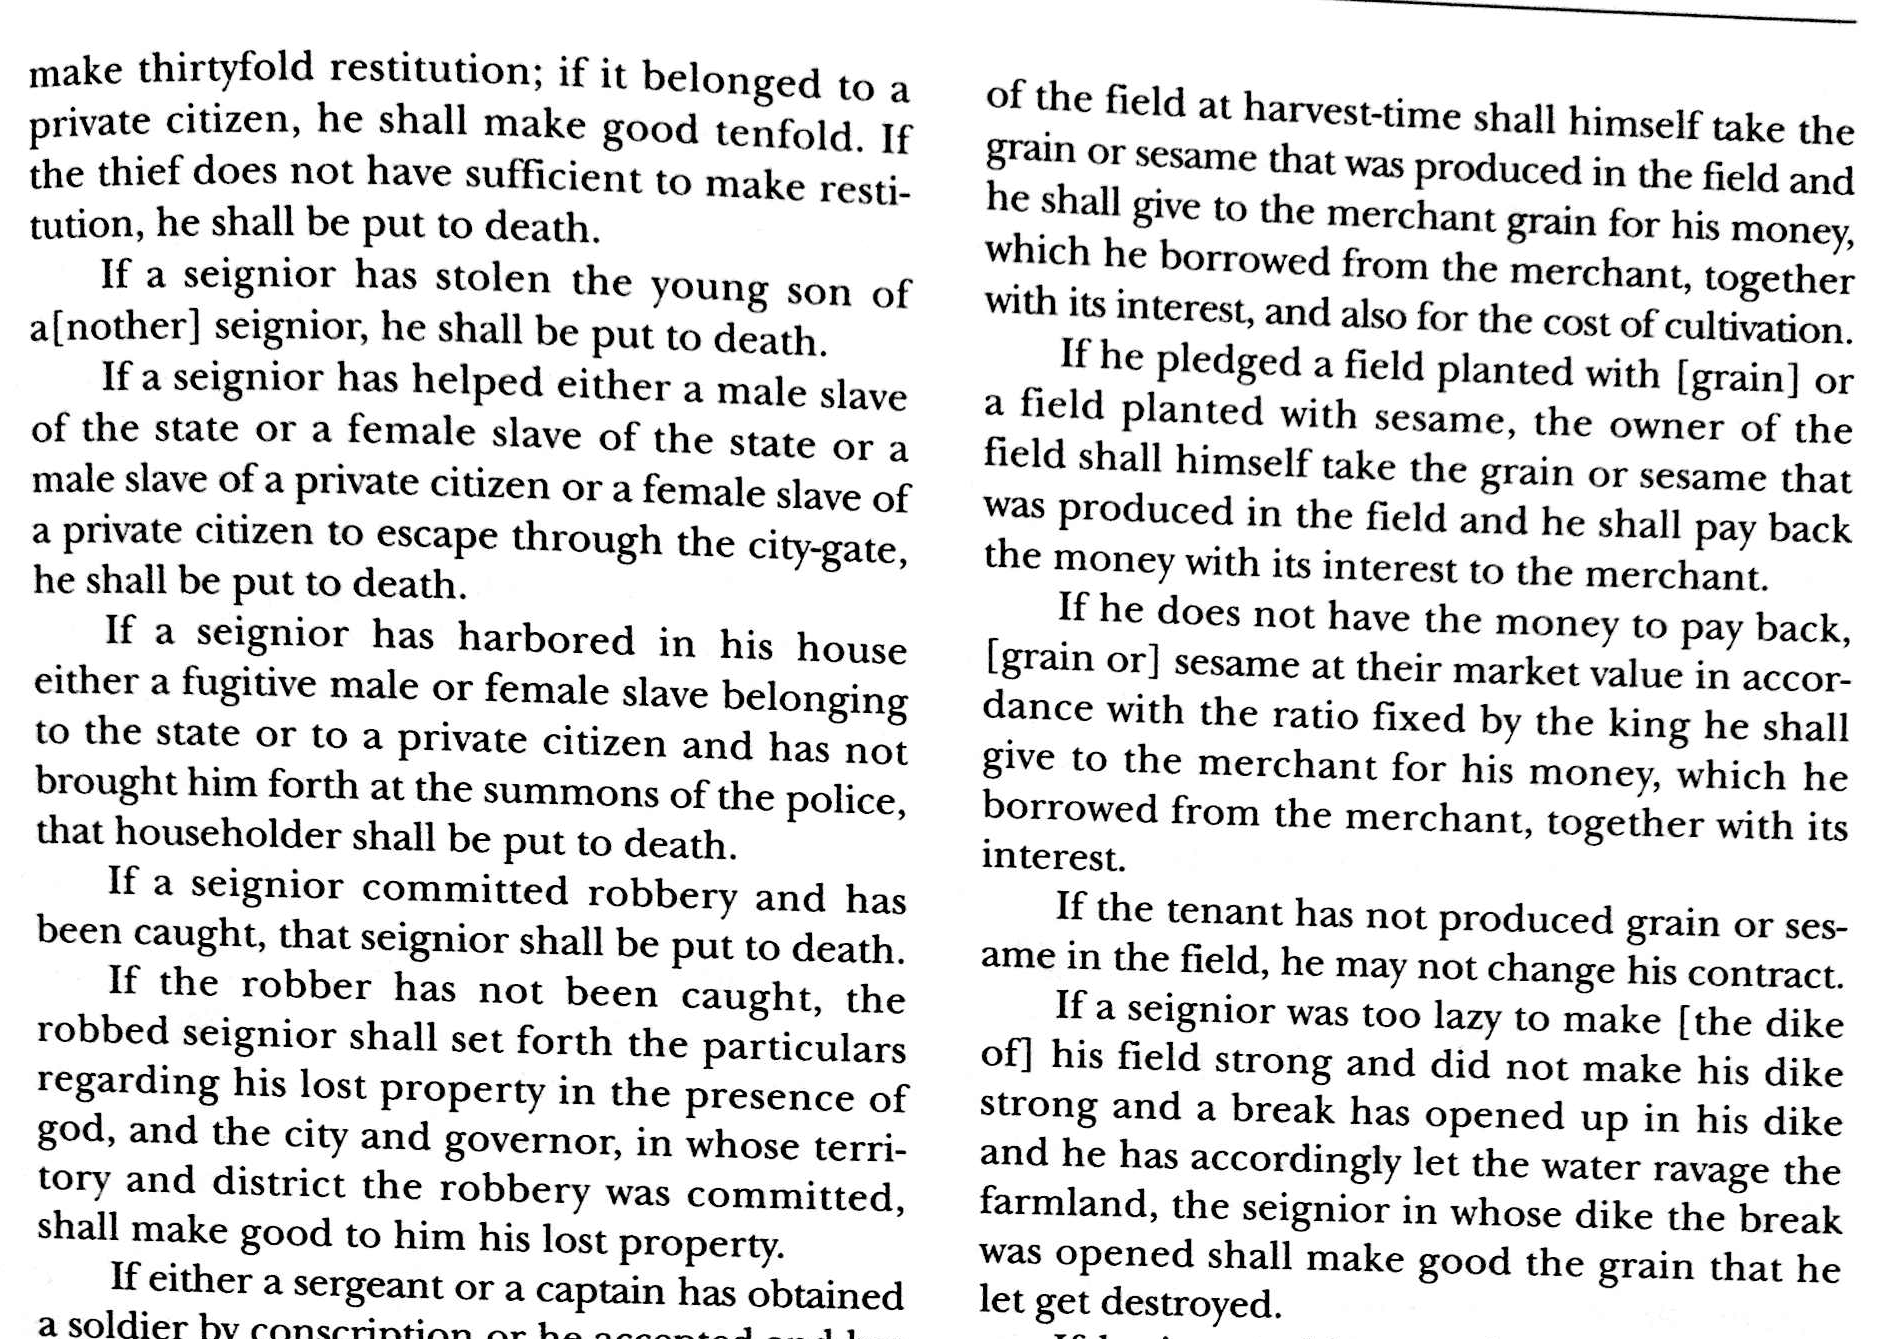 make thirtyfold restitution; if it belonged to a
private citizen, he shall make good tenfold. If
the thief does not have sufficient to make resti-
tution, he shall be put to death.
If a seignior has stolen the young son of
a[nother] seignior, he shall be put to death.
If a seignior has helped either a male slave
of the state or a female slave of the state or a
male slave of a private citizen or a female slave of
a private citizen to escape through the city-gate,
he shall be put to death.
If a seignior has harbored in his house
either a fugitive male or female slave belonging
to the state or to a private citizen and has not
brought him forth at the summons of the police,
that householder shall be put to death.
If a seignior committed robbery and has
been caught, that seignior shall be put to death.
If the robber has not been caught, the
robbed seignior shall set forth the particulars
regarding his lost property in the presence of
god, and the city and governor, in whose terri-
tory and district the robbery was committed,
shall make good to him his lost property.
If either a sergeant or a captain has obtained
a soldier by conscription or he accepted and
of the field at harvest-time shall himself take the
grain or sesame that was produced in the field and
he shall give to the merchant grain for his money,
which he borrowed from the merchant, together
with its interest, and also for the cost of cultivation.
If he pledged a field planted with [grain] or
a field planted with sesame, the owner of the
field shall himself take the grain or sesame that
was produced in the field and he shall pay back
the money with its interest to the merchant.
If he does not have the money to pay back,
[grain or] sesame at their market value in accor-
dance with the ratio fixed by the king he shall
give to the merchant for his money, which he
borrowed from the merchant, together with its
interest.
If the tenant has not produced grain or ses-
ame in the field, he may not change his contract.
If a seignior was too lazy to make [the dike
of] his field strong and did not make his dike
strong and a break has opened up in his dike
and he has accordingly let the water ravage the
farmland, the seignior in whose dike the break
was opened shall make good the grain that he
let get destroyed.